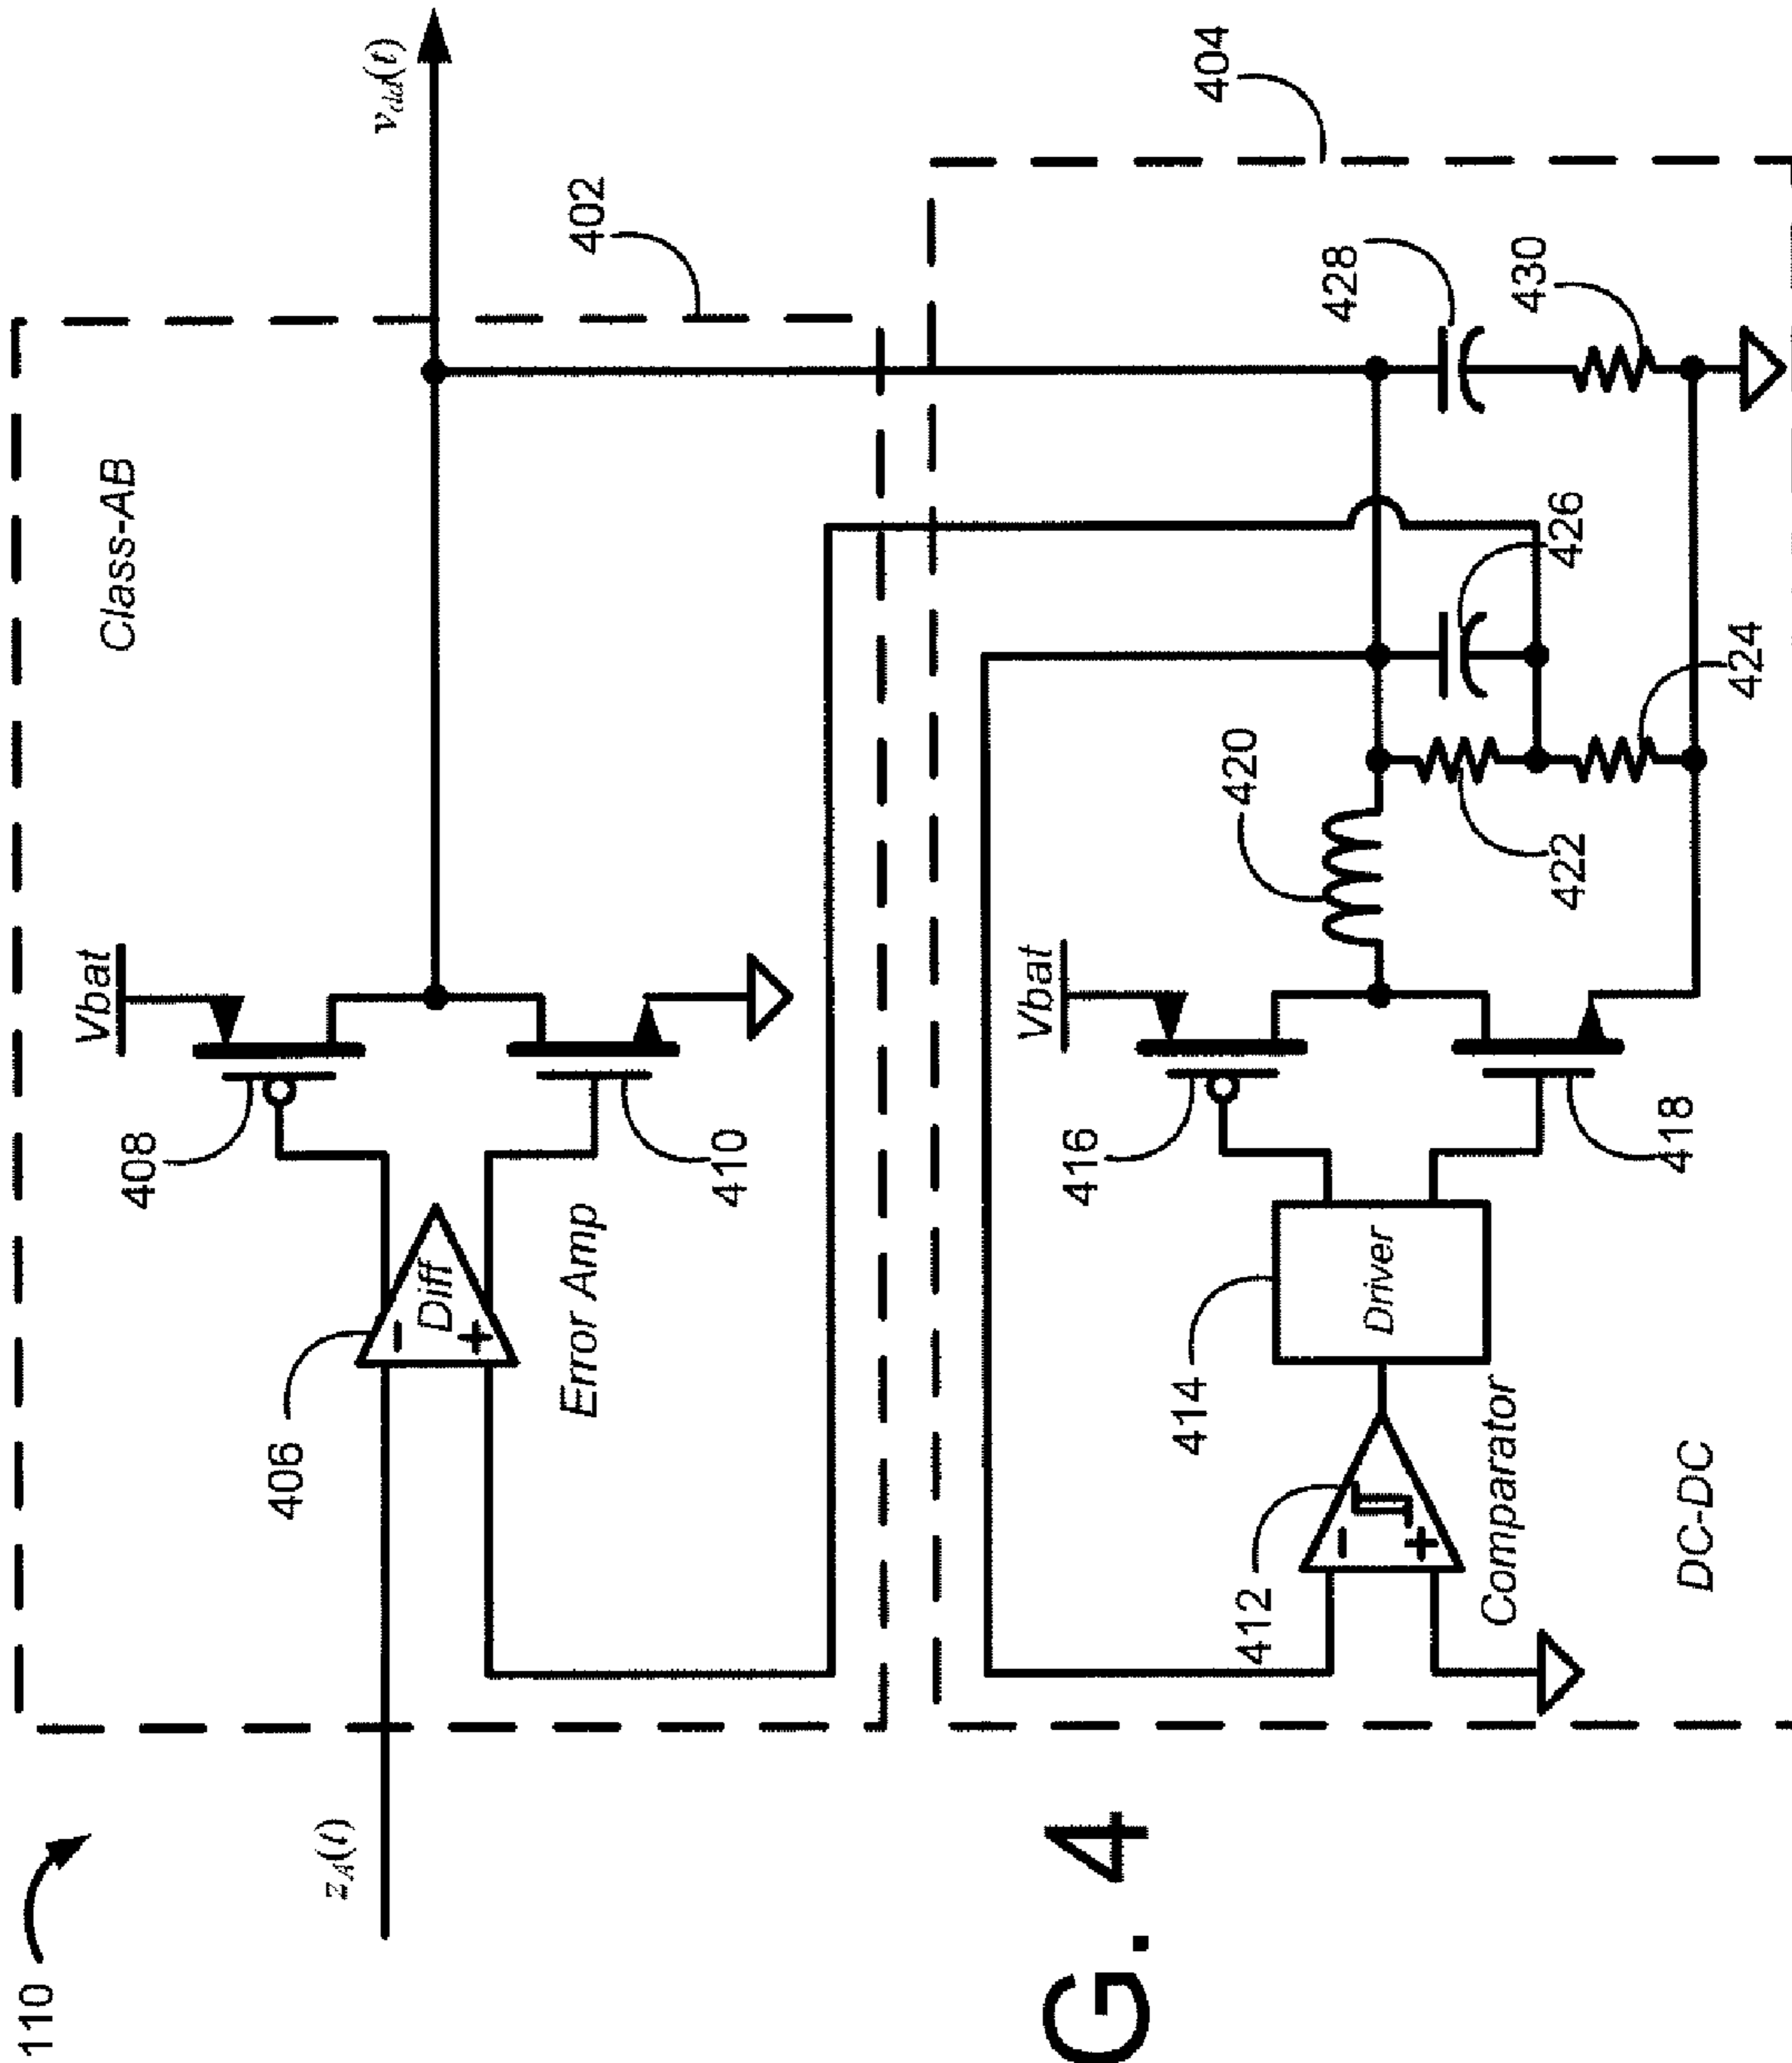 110
z_A(t)
Class-AB
v_dd(t)
402
Vbat
408
406
-
Diff
+
410
Error Amp
404
Vbat
416
420
428
426
430
414
Driver
412
-
+
Comparator
418
422
424
DC-DC
G. 4